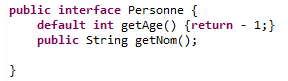 public interface Personne {
    default int getAge() {return - 1;}
    public String getNom();
}